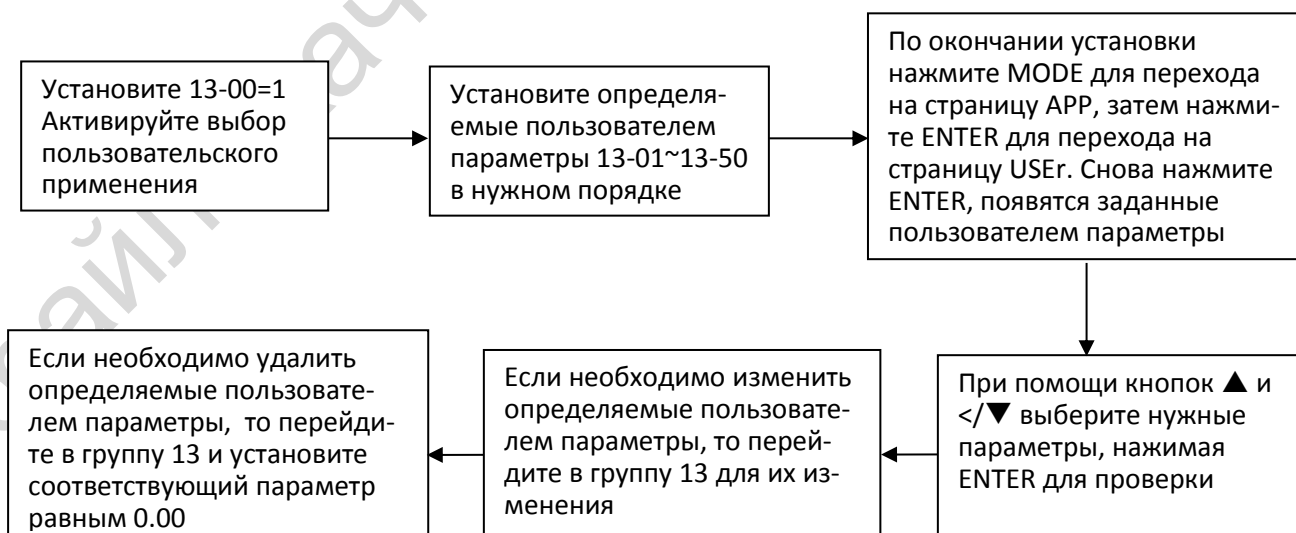 Установите 13-00=1
Активируйте выбор
пользовательского
применения
Установите определя-
емые пользователем
параметры 13-01~13-50
в нужном порядке
По окончании установки
нажмите MODE для перехода
на страницу APP, затем нажми-
те ENTER для перехода на
страницу USEr. Снова нажмите
ENTER, появятся заданные
пользователем параметры
При помощи кнопок ▲ и
</▼ выберите нужные
параметры, нажимая
ENTER для проверки
Если необходимо изменить
определяемые пользовате-
лем параметры, то перей-
дите в группу 13 для их из-
менения
Если необходимо удалить
определяемые пользовате-
лем параметры, то перейди-
те в группу 13 и установите
соответствующий параметр
равным 0.00